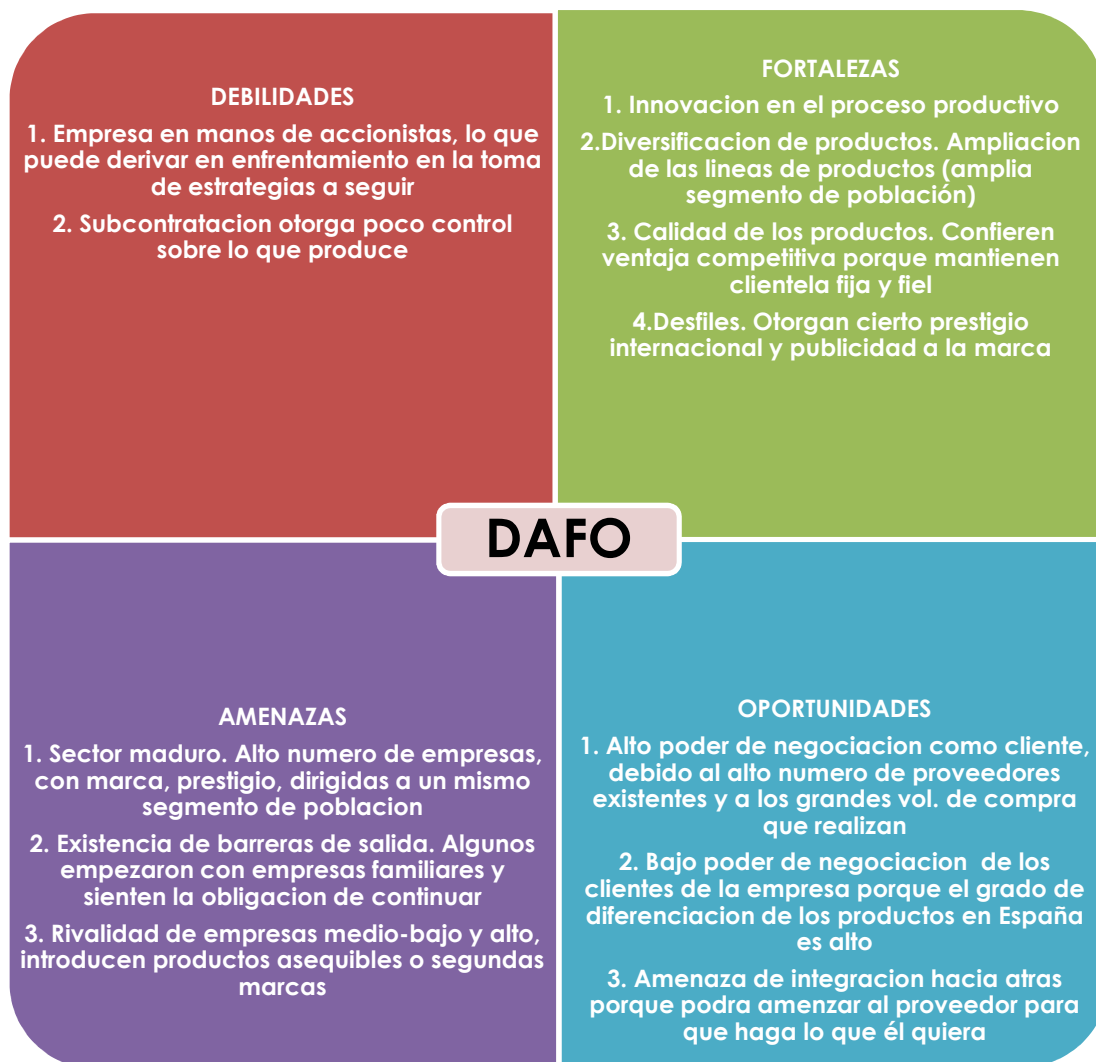 DEBILIDADES
1. Empresa en manos de accionistas, lo que
puede derivar en enfrentamiento en la toma
de estrategias a seguir
2. Subcontratacion otorga poco control
sobre lo que produce
FORTALEZAS
1. Innovacion en el proceso productivo
2.Diversificacion de productos. Ampliacion
de las lineas de productos (amplia
segmento de población)
3. Calidad de los productos. Confieren
ventaja competitiva porque mantienen
clientela fija y fiel
4.Desfiles. Otorgan cierto prestigio
internacional y publicidad a la marca
DAFO
AMENAZAS
1. Sector maduro. Alto numero de empresas,
con marca, prestigio, dirigidas a un mismo
segmento de poblacion
2. Existencia de barreras de salida. Algunos
empezaron con empresas familiares y
sienten la obligacion de continuar
3. Rivalidad de empresas medio-bajo y alto,
introducen productos asequibles o segundas
marcas
OPORTUNIDADES
1. Alto poder de negociacion como cliente,
debido al alto numero de proveedores
existentes y a los grandes vol. de compra
que realizan
2. Bajo poder de negociacion de los
clientes de la empresa porque el grado de
diferenciacion de los productos en España
es alto
3. Amenaza de integracion hacia atras
porque podra amenzar al proveedor para
que haga lo que él quiera